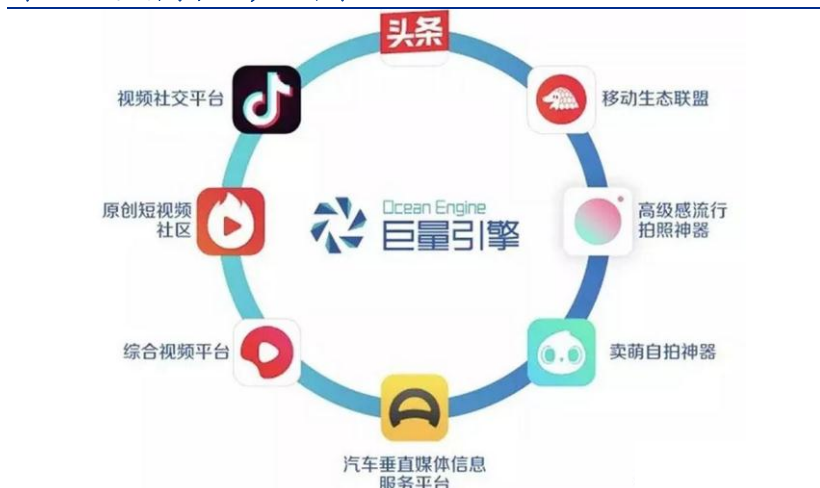 头条
视频社交平台
移动生态联盟
原创短视频
社区
高级感流行
拍照神器
Ocean Engine
巨量引擎
综合视频平台
卖萌自拍神器
汽车垂直媒体信息
服务平台